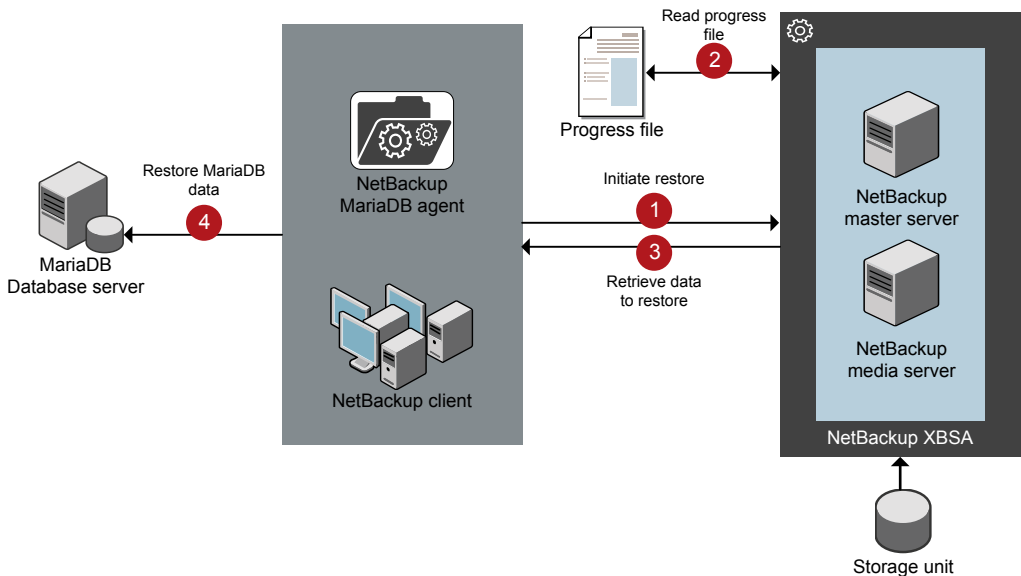 Read progress
file
2
Progress file
NetBackup
MariaDB agent
Restore MariaDB
data
4
MariaDB
Database server
Initiate restore
1
3
Retrieve data
to restore
NetBackup
master server
NetBackup
media server
NetBackup client
NetBackup XBSA
Storage unit